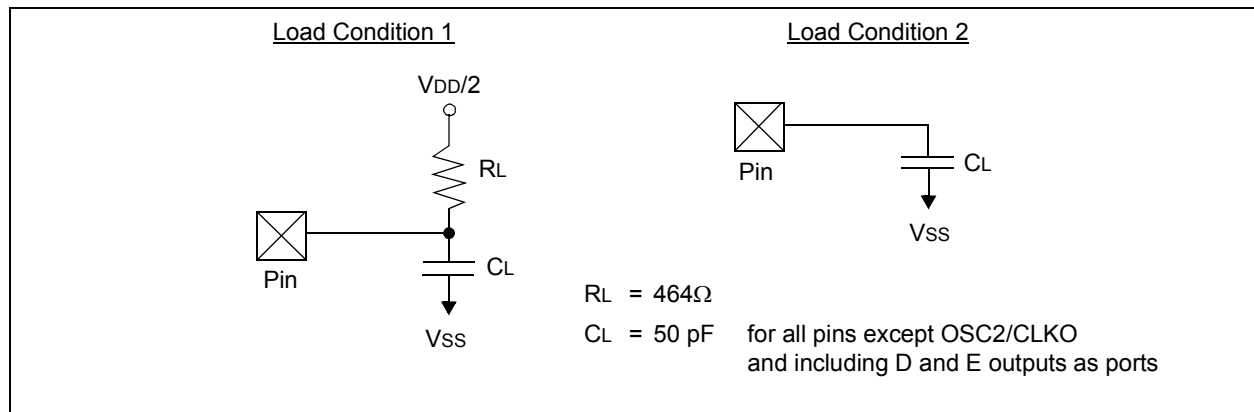 Load Condition 1
VDD/2
RL
Pin
CL
VSS
Load Condition 2
Pin
CL
VSS
RL = 464Ω
CL = 50 pF for all pins except OSC2/CLKO
and including D and E outputs as ports